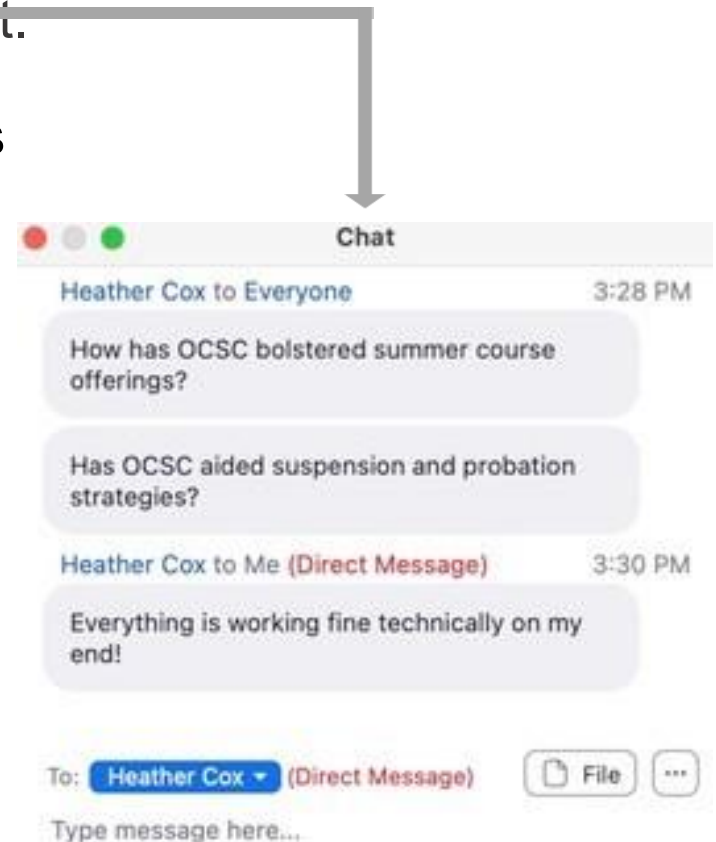 t.
s
Chat
Heather Cox to Everyone 3:28 PM
How has OCSC bolstered summer course
offerings?
Has OCSC aided suspension and probation
strategies?
Heather Cox to Me (Direct Message) 3:30 PM
Everything is working fine technically on my
end!
To: Heather Cox (Direct Message) File ...
Type message here...